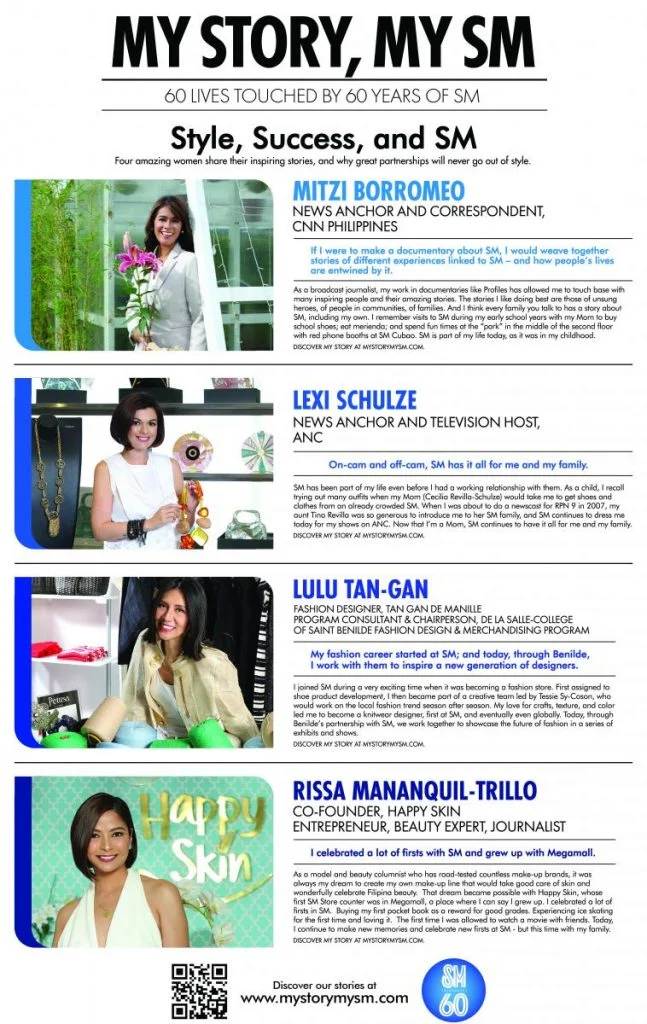 MY STORY, MY SM
60 LIVES TOUCHED BY 60 YEARS OF SM
Style, Success, and SM
Four amazing women share their inspiring stories, and why great partnerships will never go out of style.
MITZI BORROMEO
NEWS ANCHOR AND CORRESPONDENT,
CNN PHILIPPINES
If I were to make a documentary about SM, I would weave together
stories of different experiences linked to SM – and how people's lives
are entwined by it.
As a broadcast journalist, my work in documentaries like Profiles has allowed me to touch base with
many inspiring people and their amazing stories. The stories I like doing best are those of unsung
heroes, of people in communities, of families. And I think every family you talk to has a story about
SM, including my own. I remember visits to SM during my early school years with my Mom to buy
school shoes; eat merienda; and spend fun times at the "park" in the middle of the second floor
with red phone booths at SM Cubao. SM is part of my life today, as it was in my childhood.
DISCOVER MY STORY AT MYSTORYMYSM.COM.
LEXI SCHULZE
NEWS ANCHOR AND TELEVISION HOST,
ANC
On-cam and off-cam, SM has it all for me and my family.
SM has been part of my life even before I had a working relationship with them. As a child, I recall
trying out many outfits when my Mom (Cecilia Revilla-Schulze) would take me to get shoes and
clothes from an already crowded SM. When I was about to do a newscast for RPN 9 in 2007, my
aunt Tina Revilla was so generous to introduce me to her SM family, and SM continues to dress me
today for my shows on ANC. Now that I'm a Mom, SM continues to have it all for me and my family.
DISCOVER MY STORY AT MYSTORYMYSM.COM.
Petusa
LULU TAN-GAN
FASHION DESIGNER, TAN GAN DE MANILLE
PROGRAM CONSULTANT & CHAIRPERSON, DE LA SALLE-COLLEGE
OF SAINT BENILDE FASHION DESIGN & MERCHANDISING PROGRAM
My fashion career started at SM; and today, through Benilde,
I work with them to inspire a new generation of designers.
I joined SM during a very exciting time when it was becoming a fashion store. First assigned to
shoe product development, I then became part of a creative team led by Tessie Sy-Coson, who
would work on the local fashion trend season after season. My love for crafts, texture, and color
led me to become a knitwear designer, first at SM, and eventually even globally. Today, through
Benilde's partnership with SM, we work together to showcase the future of fashion in a series of
exhibits and shows.
DISCOVER MY STORY AT MYSTORYMYSM.COM.
Happy
Skin
RISSA MANANQUIL-TRILLO
CO-FOUNDER, HAPPY SKIN
ENTREPRENEUR, BEAUTY EXPERT, JOURNALIST
I celebrated a lot of firsts with SM and grew up with Megamall.
As a model and beauty columnist who has road-tested countless make-up brands, it was
always my dream to create my own make-up line that would take good care of skin and
wonderfully celebrate Filipina beauty. That dream became possible with Happy Skin, whose
first SM Store counter was in Megamall, a place where I can say I grew up. I celebrated a lot of
firsts in SM. Buying my first pocket book as a reward for good grades. Experiencing ice skating
for the first time and loving it. The first time I was allowed to watch a movie with friends. Today,
I continue to make new memories and celebrate new firsts at SM - but this time with my family.
DISCOVER MY STORY AT MYSTORYMYSM.COM.
Discover our stories at
www.mystorymysm.com
SM
60